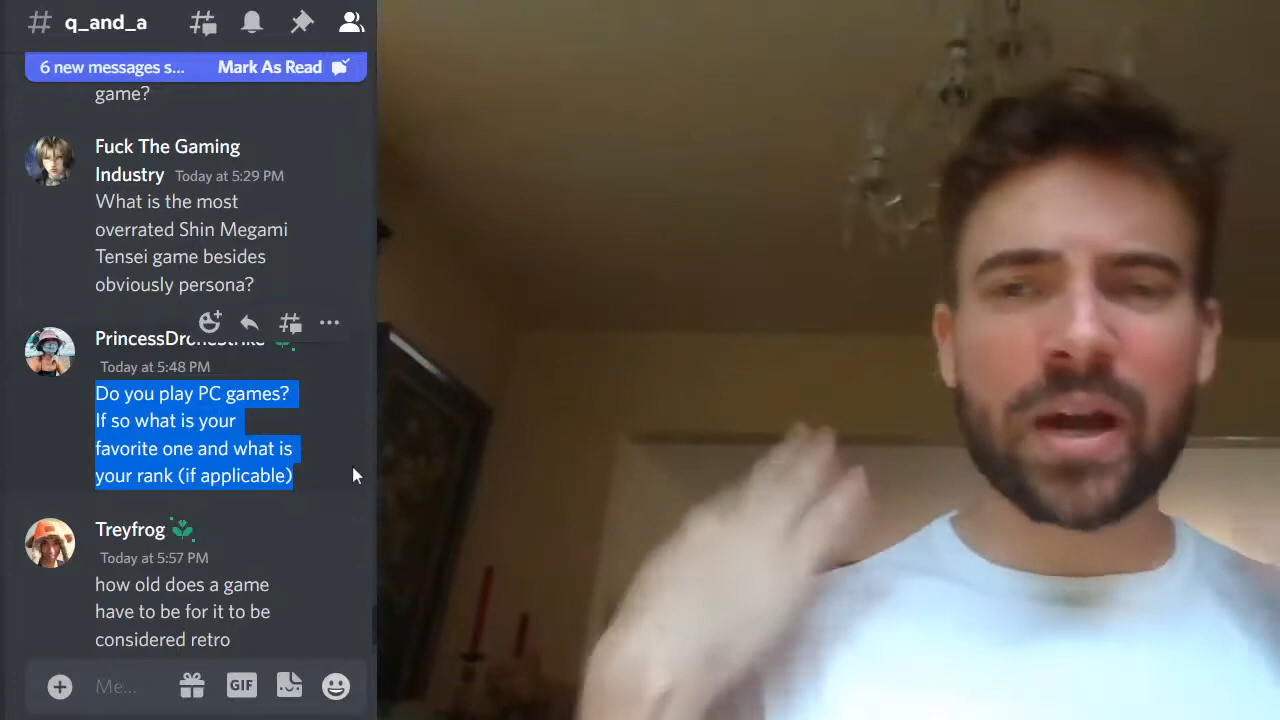 q_and_a
6 new messages s... Mark As Read
game?
Fuck The Gaming
Industry Today at 5:29 PM
What is the most
overrated Shin Megami
Tensei game besides
obviously persona?
PrincessDroneStrike
Today at 5:48 PM
Do you play PC games?
If so what is your
favorite one and what is
your rank (if applicable)
Treyfrog
Today at 5:57 PM
how old does a game
have to be for it to be
considered retro
Me...
GIF